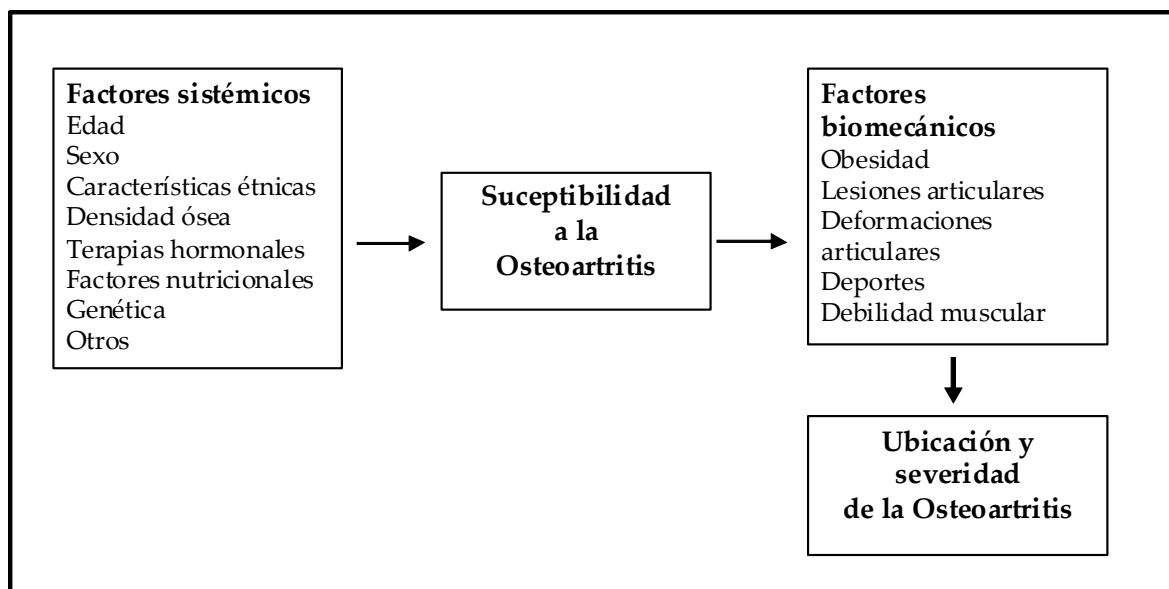 Factores sistémicos
Edad
Sexo
Características étnicas
Densidad ósea
Terapias hormonales
Factores nutricionales
Genética
Otros
Suceptibilidad
a la
Osteoartritis
Factores
biomecánicos
Obesidad
Lesiones articulares
Deformaciones
articulares
Deportes
Debilidad muscular
Ubicación y
severidad
de la Osteoartritis